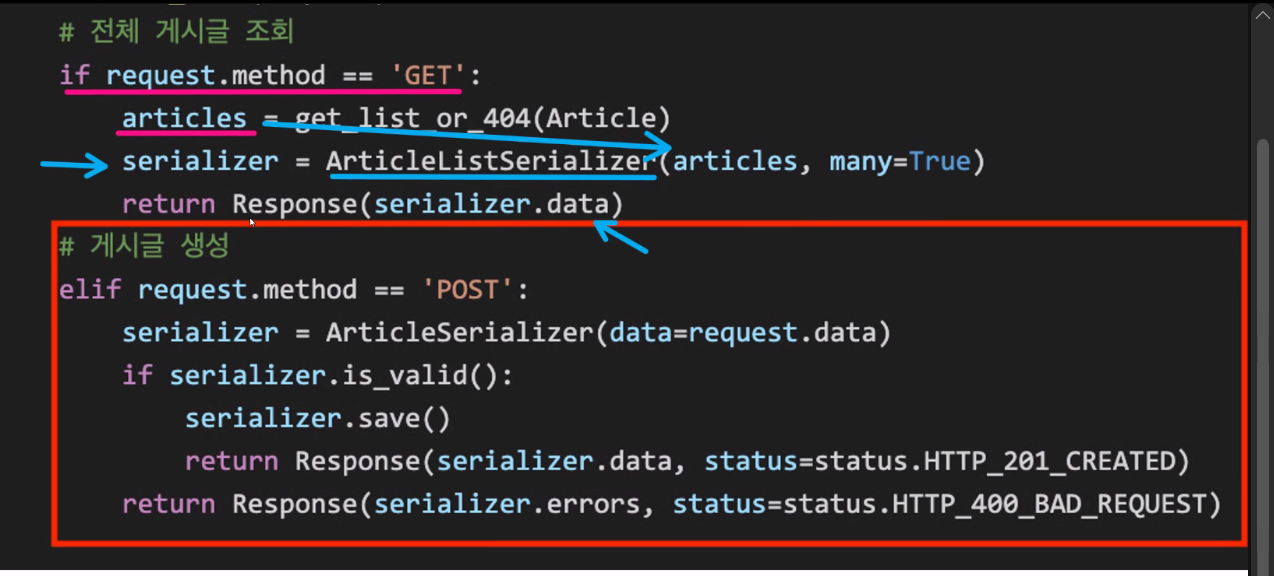 # 전체 게시글 조회
if request.method == 'GET':
articles = get_list_or_404(Article)
serializer = ArticleListSerializer(articles, many=True)
return Response(serializer.data)
# 게시글 생성
elif request.method == 'POST':
serializer = ArticleSerializer(data=request.data)
if serializer.is_valid():
serializer.save()
return Response(serializer.data, status=status.HTTP_201_CREATED)
return Response(serializer.errors, status=status.HTTP_400_BAD_REQUEST)